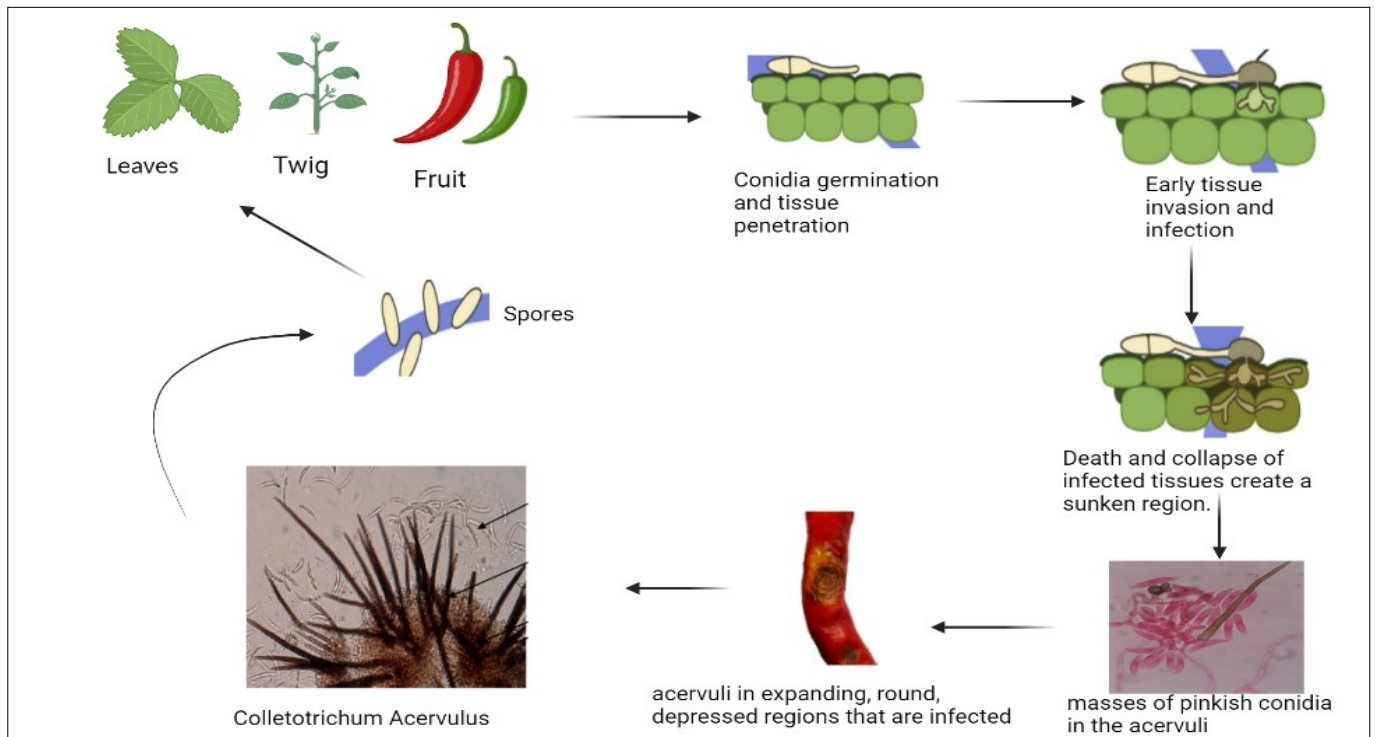 Leaves
Twig
Fruit
Conidia germination
and tissue
penetration
Early tissue
invasion and
infection
Spores
Death and collapse of
infected tissues create a
sunken region.
masses of pinkish conidia
in the acervuli
acervuli in expanding, round,
depressed regions that are infected
Colletotrichum Acervulus